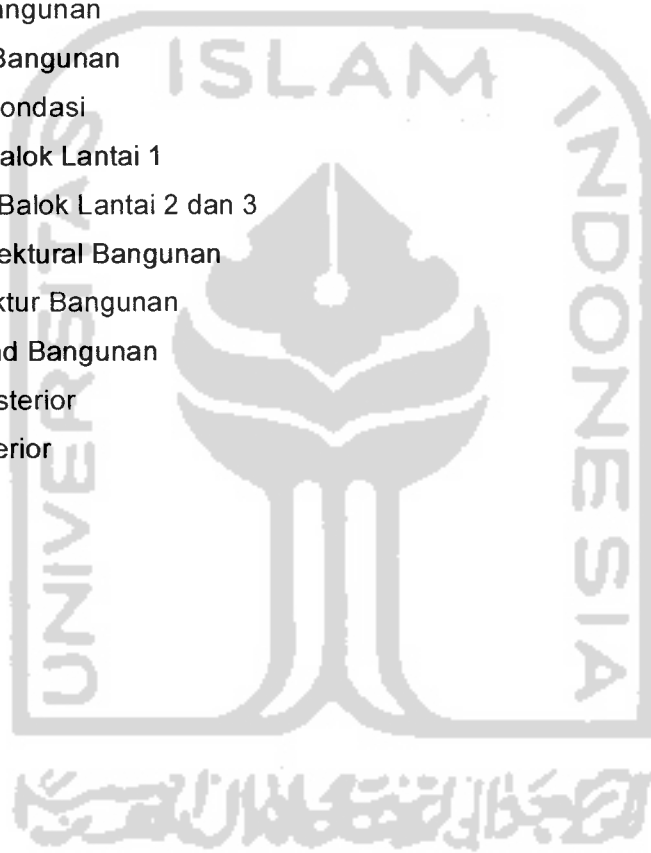 angunan
Bangunan
ondasi
alok Lantai 1
Balok Lantai 2 dan 3
ektural Bangunan
ktur Bangunan
d Bangunan
sterior
erior
UNIVERSITAS
ISLAM
INDONESIA